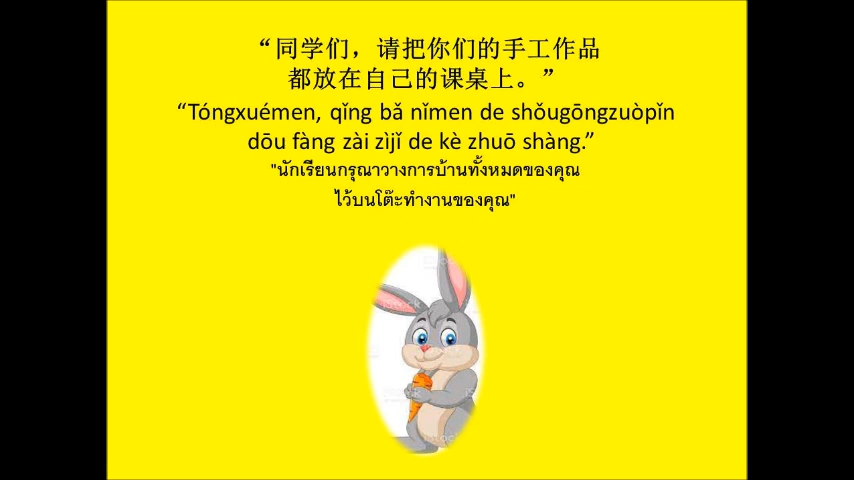 “同学们，请把你们的手工作品
都放在自己的课桌上。”
“Tóngxuémen, qǐng bǎ nǐmen de shǒugōngzuòpǐn
dōu fàng zài zìjǐ de kè zhuō shàng.”
"นักเรียนกรุณาวางการบ้านทั้งหมดของคุณ
ไว้บนโต๊ะทำงานของคุณ"